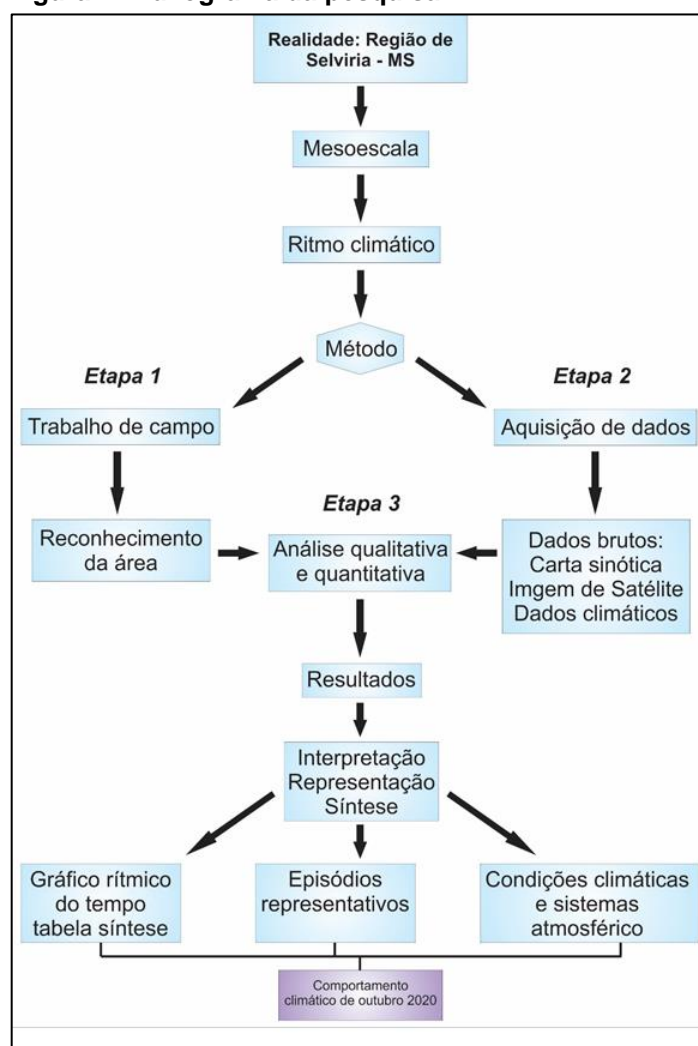 Realidade: Região de
Selviria - MS
Mesoescala
Ritmo climático
Método
Etapa 1
Etapa 2
Trabalho de campo
Aquisição de dados
Etapa 3
Reconhecimento
da área
Análise qualitativa
e quantitativa
Dados brutos:
Carta sinótica
Imgem de Satélite
Dados climáticos
Resultados
Interpretação
Representação
Síntese
Gráfico rítmico
do tempo
tabela síntese
Episódios
representativos
Condições climáticas
e sistemas
atmosférico
Comportamento
climático de outubro 2020